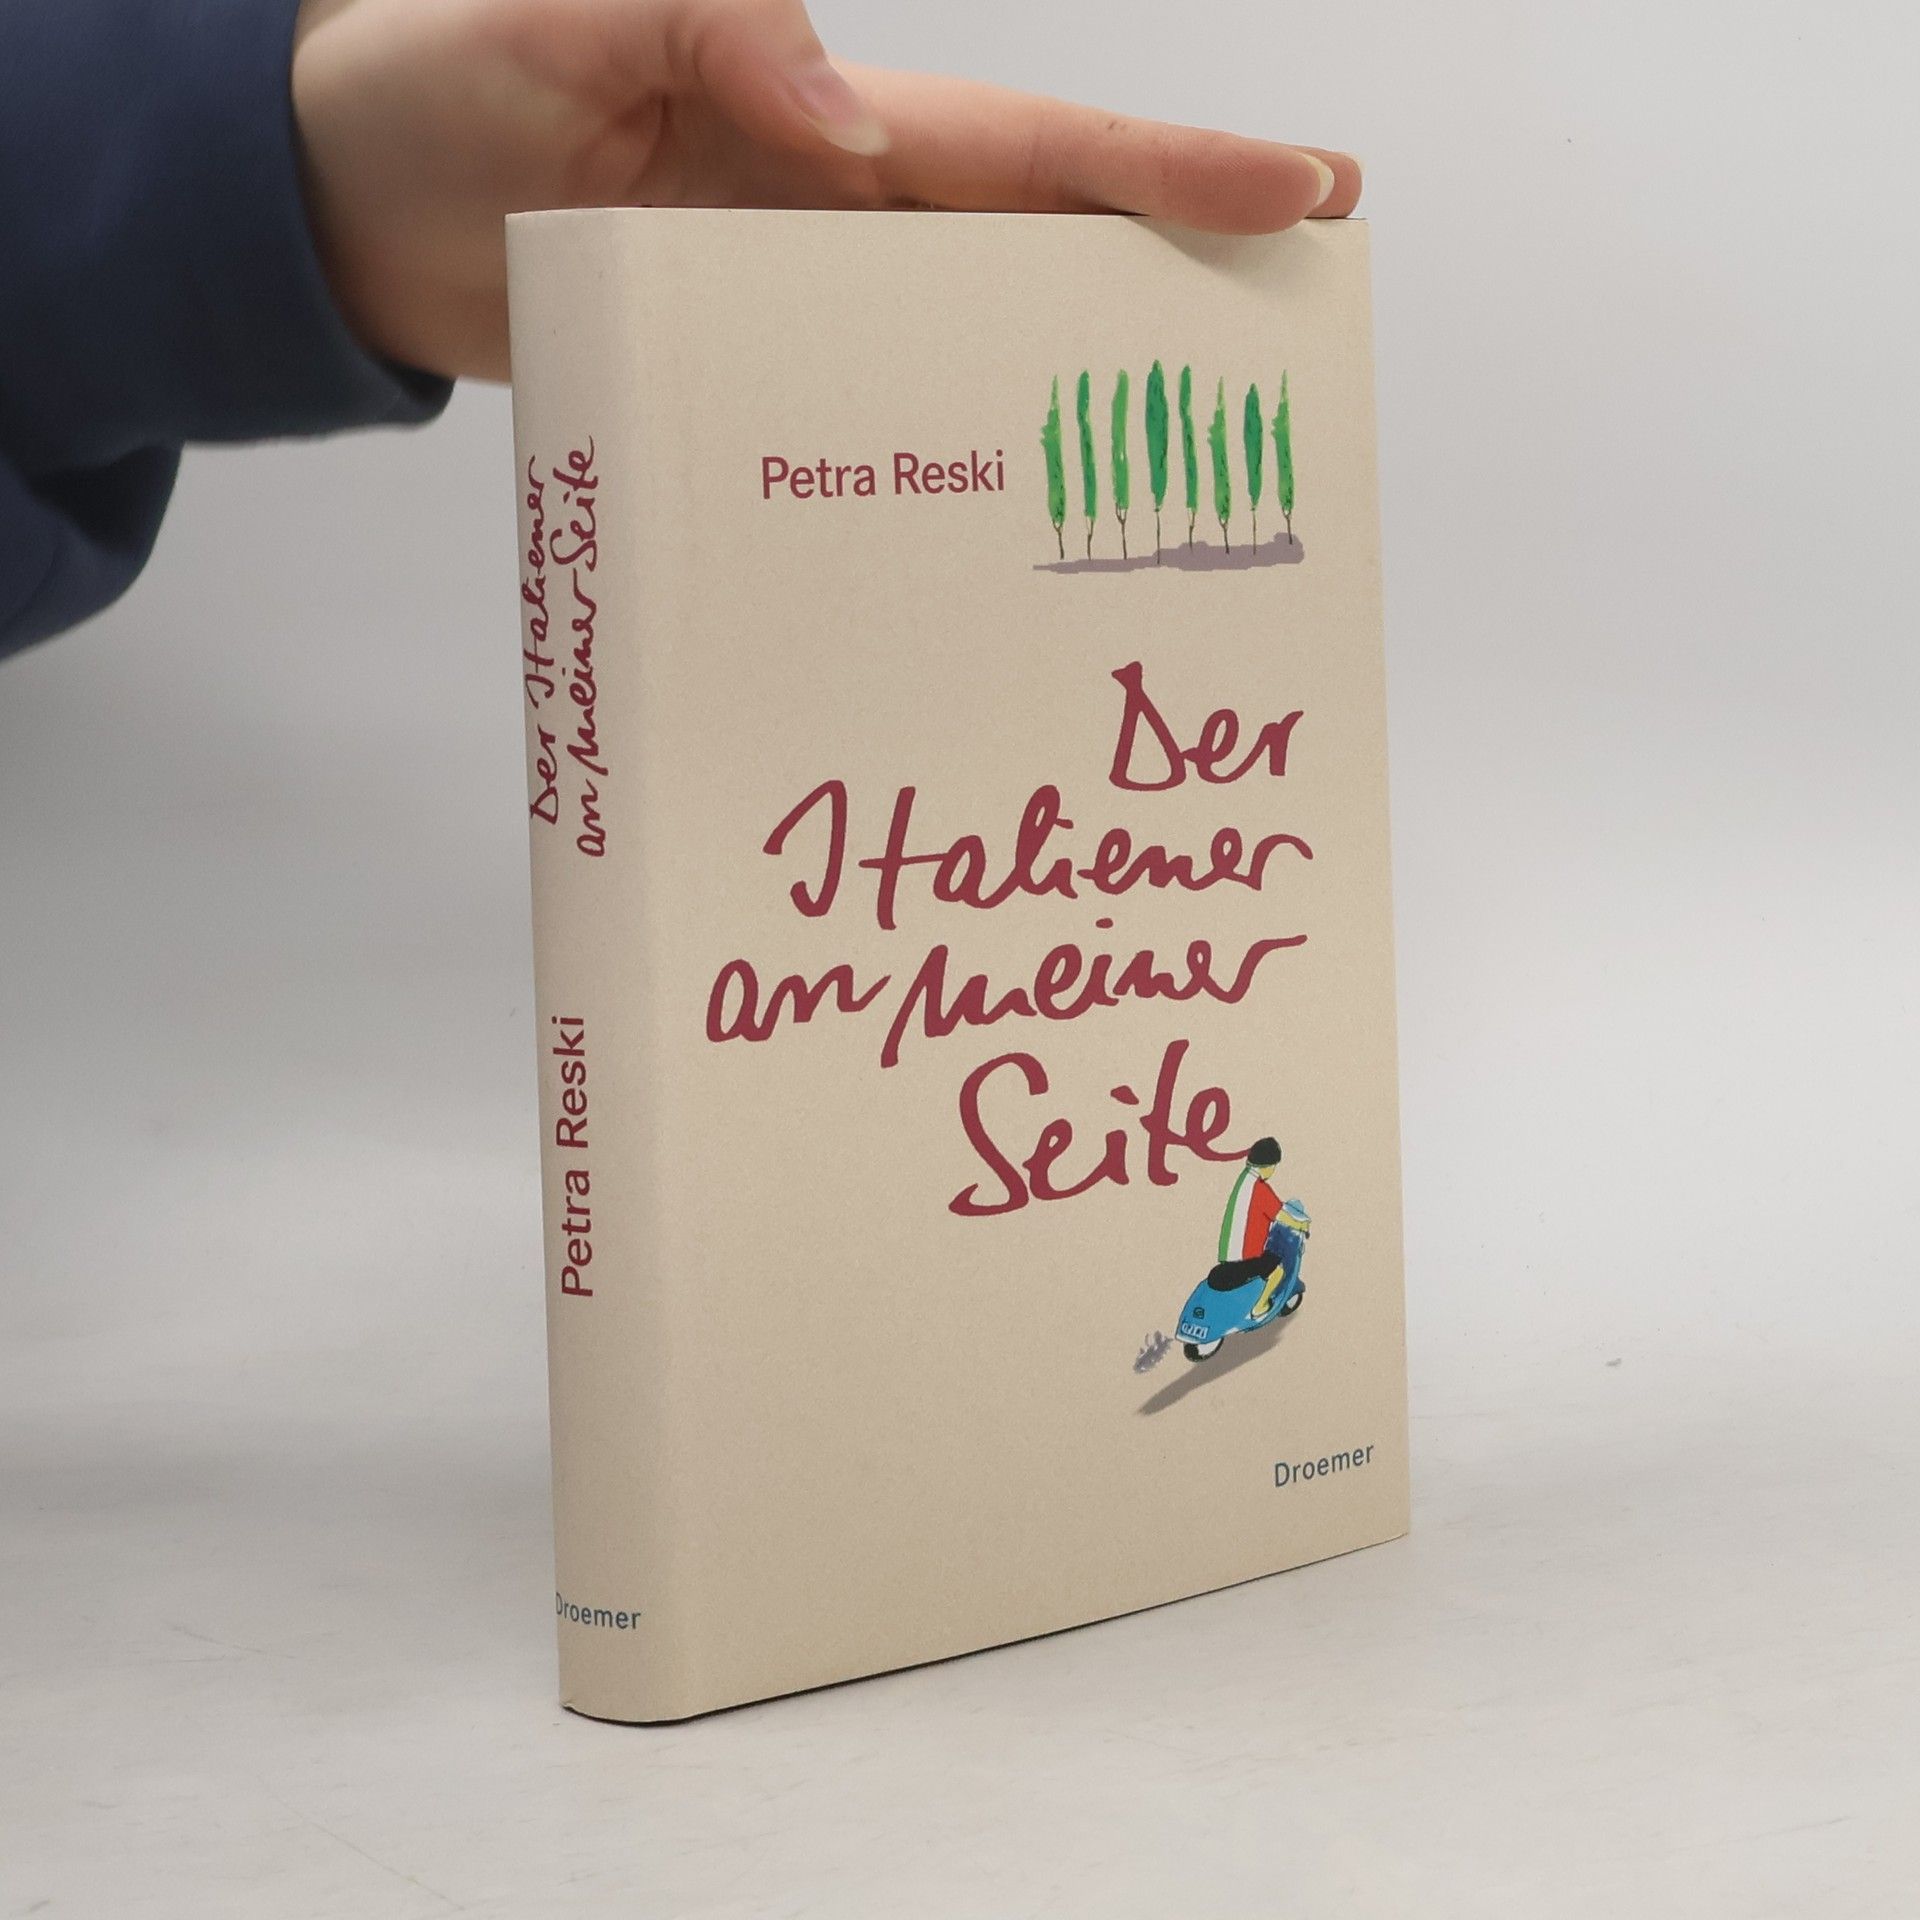 Der Italiener
an meiner Seite
Petra Reski
Droemer
Petra Reski
Der
Italiener
an meiner
Seite
Droemer